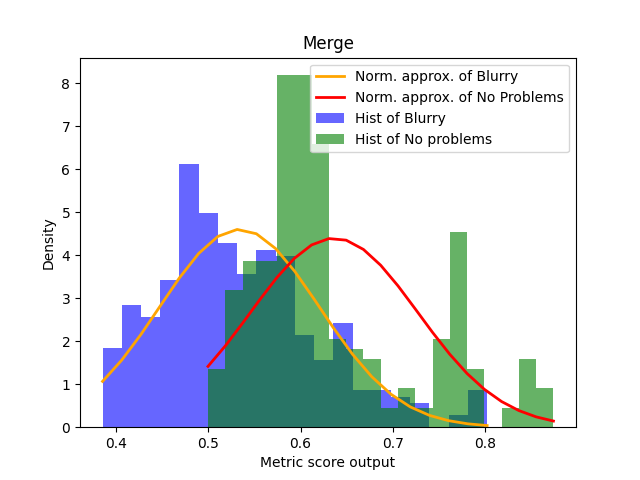 Merge
Norm. approx. of Blurry
Norm. approx. of No Problems
Hist of Blurry
Hist of No problems
Density
8
7
6
5
4
3
2
1
0
0.4 0.5 0.6 0.7 0.8
Metric score output